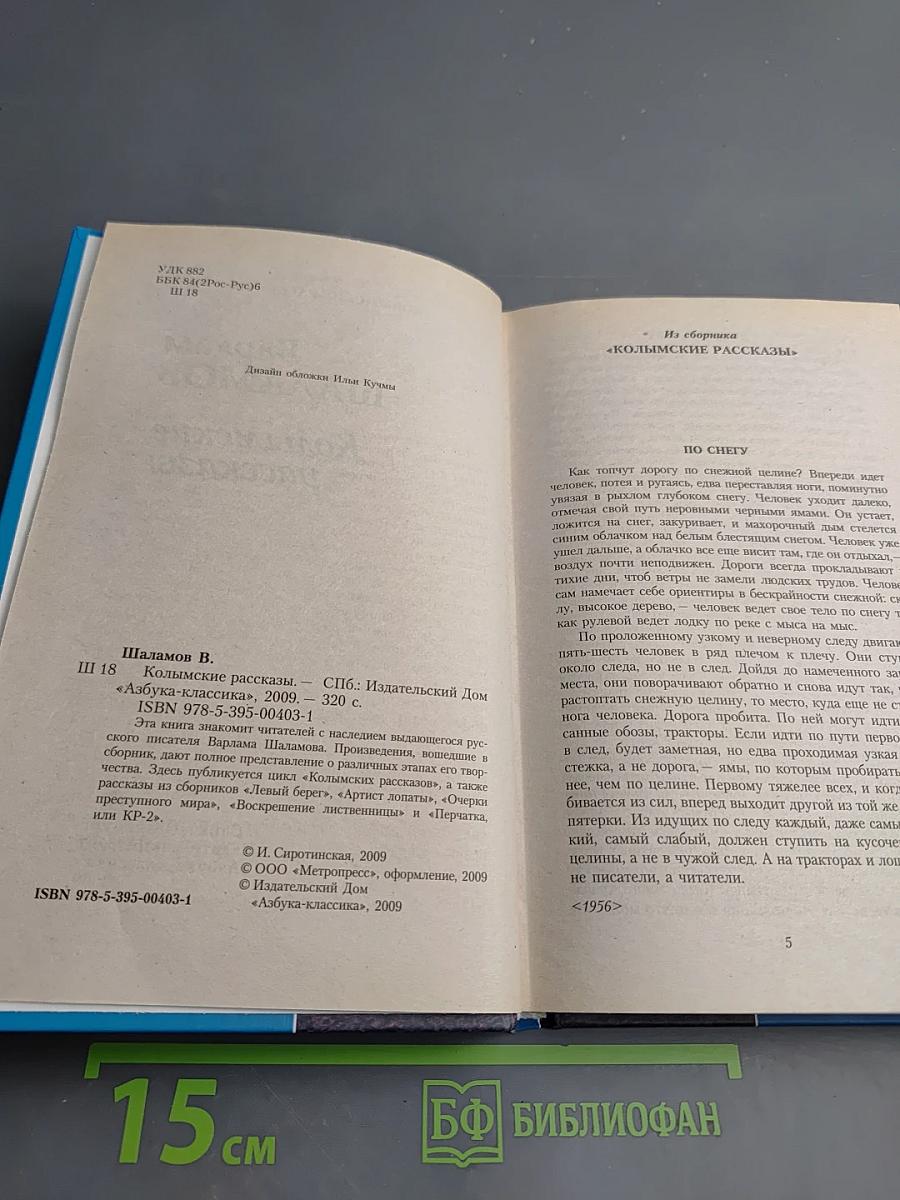 УДК 882
ББК 84(2Рос-Рус)6
Ш 18
Дизайн обложки Ильи Кучмы
Шаламов В.
Ш 18 Колымские рассказы. — СПб.: Издательский Дом
«Азбука-классика», 2009. — 320 с.
ISBN 978-5-395-00403-1
Эта книга знакомит читателей с наследием выдающегося рус-
ского писателя Варлама Шаламова. Произведения, вошедшие в
сборник, дают полное представление о различных этапах его твор-
чества. Здесь публикуется цикл «Колымских рассказов», а также
рассказы из сборников «Левый берег», «Артист лопаты», «Очерки
преступного мира», «Воскрешение лиственницы» и «Перчатка,
или КР-2».
© И. Сиротинская, 2009
© ООО «Метропресс», оформление, 2009
© Издательский Дом
«Азбука-классика», 2009
ISBN 978-5-395-00403-1
Из сборника
«КОЛЫМСКИЕ РАССКАЗЫ»
ПО СНЕГУ
Как топчут дорогу по снежной целине? Впереди идет
человек, потея и ругаясь, едва переставляя ноги, поминутно
увязая в рыхлом глубоком снегу. Человек уходит далеко,
отмечая свой путь неровными черными ямами. Он устает,
ложится на снег, закуривает, и махорочный дым стелется
синим облачком над белым блестящим снегом. Человек уже
ушел дальше, а облачко все еще висит там, где он отдыхал,—
воздух почти неподвижен. Дороги всегда прокладывают
тихие дни, чтоб ветры не замели людских трудов. Челове
сам намечает себе ориентиры в бескрайности снежной: ск
лу, высокое дерево,— человек ведет свое тело по снегу т
как рулевой ведет лодку по реке с мыса на мыс.
По проложенному узкому и неверному следу двигаю
пять-шесть человек в ряд плечом к плечу. Они сту
около следа, но не в след. Дойдя до намеченного за
места, они поворачивают обратно и снова идут так,
растоптать снежную целину, то место, куда еще не ст
нога человека. Дорога пробита. По ней могут идти
санные обозы, тракторы. Если идти по пути перво
в след, будет заметная, но едва проходимая узкая
стежка, а не дорога,— ямы, по которым пробират
нее, чем по целине. Первому тяжелее всех, и когд
бивается из сил, вперед выходит другой из той же
пятерки. Из идущих по следу каждый, даже самы
кий, самый слабый, должен ступить на кусоче
целины, а не в чужой след. А на тракторах и лош
не писатели, а читатели.
<1956>
5
15 см
БФ БИБЛИОФАН